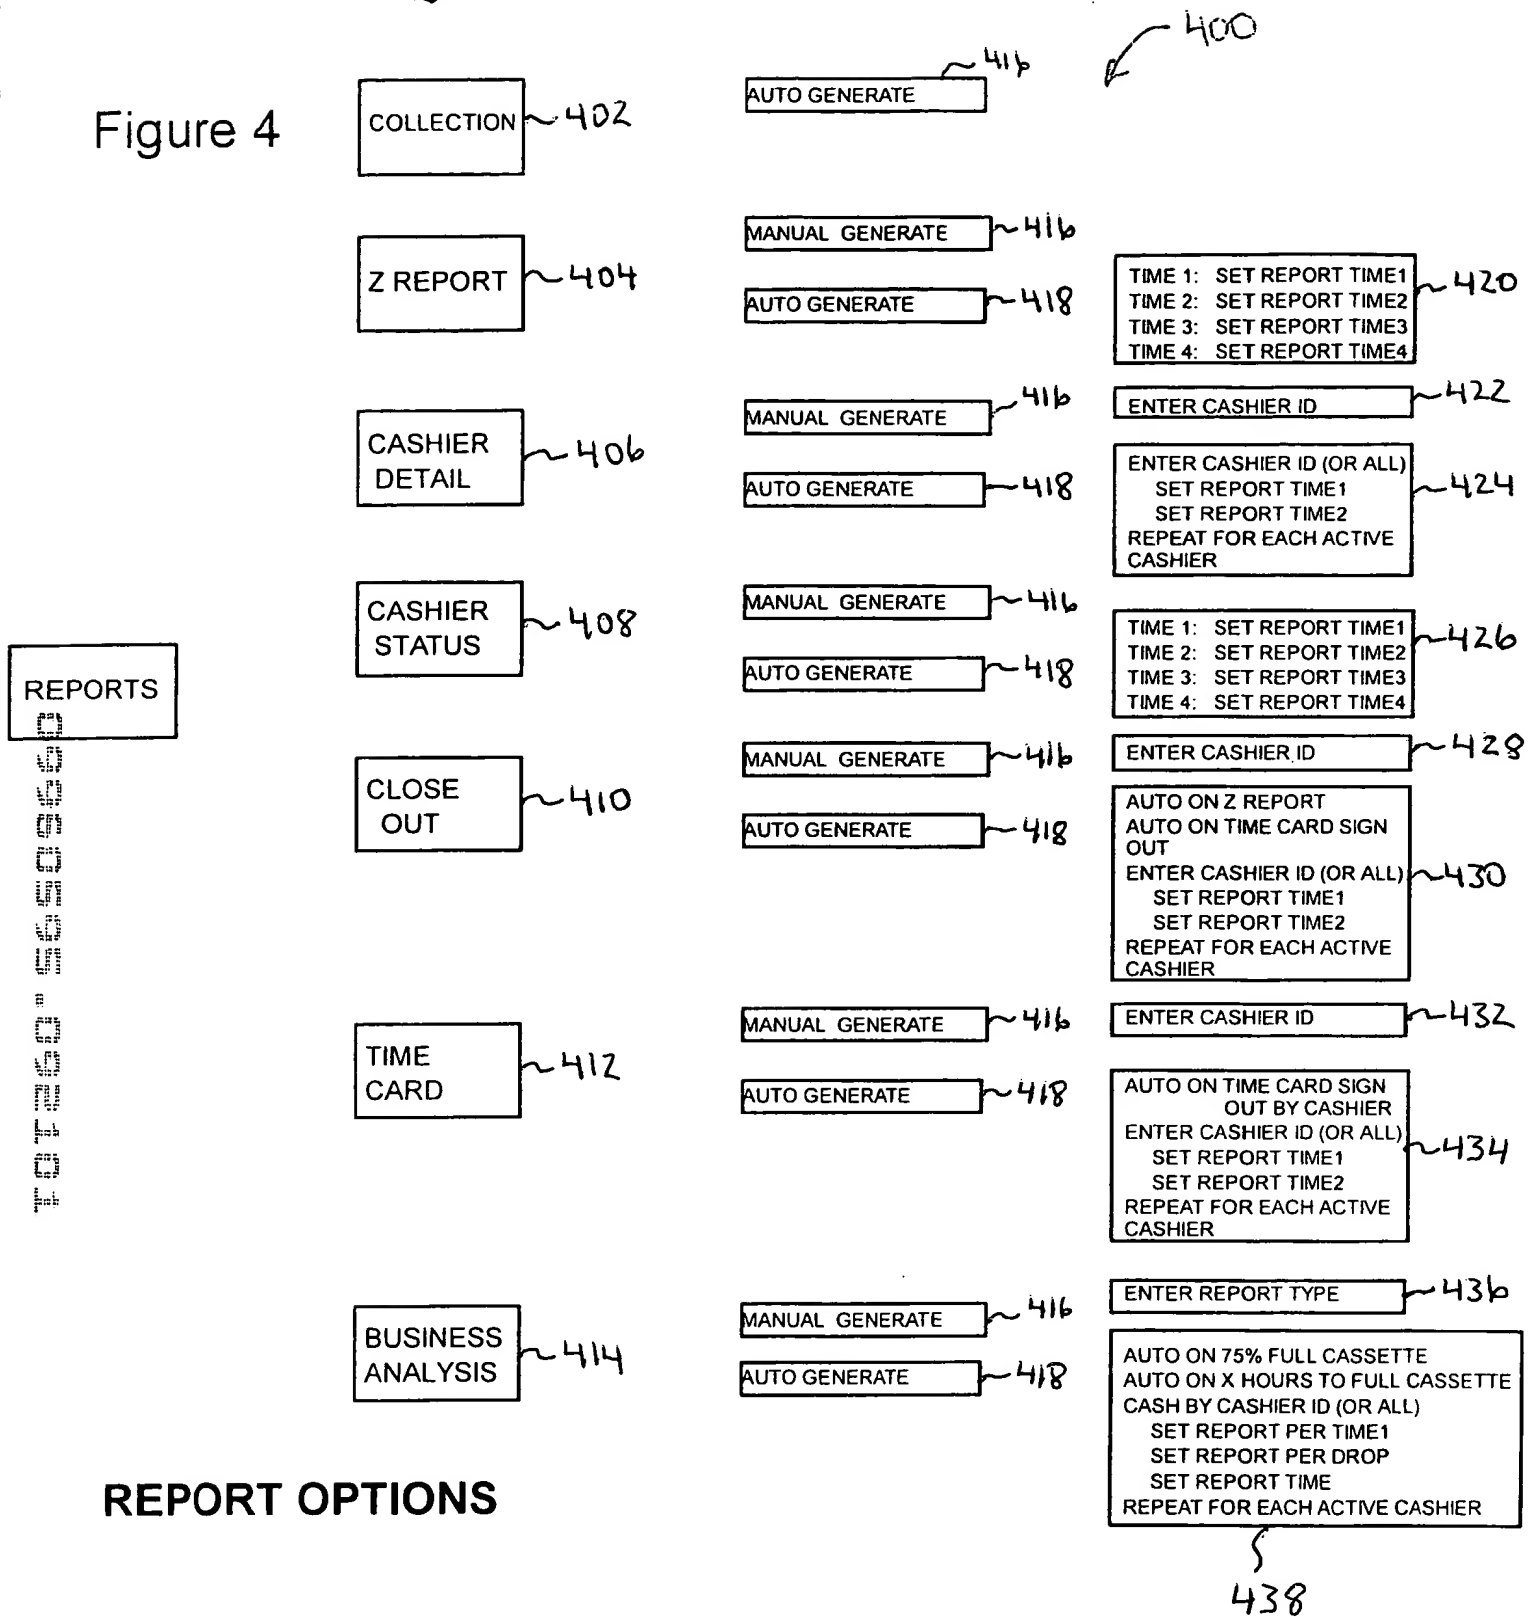 400
Figure 4
COLLECTION 402
AUTO GENERATE 416
Z REPORT 404
MANUAL GENERATE 416
AUTO GENERATE 418
TIME 1: SET REPORT TIME1
TIME 2: SET REPORT TIME2
TIME 3: SET REPORT TIME3
TIME 4: SET REPORT TIME4
420
CASHIER
DETAIL
406
MANUAL GENERATE 416
ENTER CASHIER ID 422
AUTO GENERATE 418
ENTER CASHIER ID (OR ALL)
SET REPORT TIME1
SET REPORT TIME2
REPEAT FOR EACH ACTIVE
CASHIER
424
REPORTS
CASHIER
STATUS
408
MANUAL GENERATE 416
AUTO GENERATE 418
TIME 1: SET REPORT TIME1
TIME 2: SET REPORT TIME2
TIME 3: SET REPORT TIME3
TIME 4: SET REPORT TIME4
426
CLOSE
OUT
410
MANUAL GENERATE 416
ENTER CASHIER ID 428
AUTO GENERATE 418
AUTO ON Z REPORT
AUTO ON TIME CARD SIGN
OUT
ENTER CASHIER ID (OR ALL)
SET REPORT TIME1
SET REPORT TIME2
REPEAT FOR EACH ACTIVE
CASHIER
430
TIME
CARD
412
MANUAL GENERATE 416
ENTER CASHIER ID 432
AUTO GENERATE 418
AUTO ON TIME CARD SIGN
OUT BY CASHIER
ENTER CASHIER ID (OR ALL)
SET REPORT TIME1
SET REPORT TIME2
REPEAT FOR EACH ACTIVE
CASHIER
434
BUSINESS
ANALYSIS
414
MANUAL GENERATE 416
ENTER REPORT TYPE 436
AUTO GENERATE 418
AUTO ON 75% FULL CASSETTE
AUTO ON X HOURS TO FULL CASSETTE
CASH BY CASHIER ID (OR ALL)
SET REPORT PER TIME1
SET REPORT PER DROP
SET REPORT TIME
REPEAT FOR EACH ACTIVE CASHIER
438
REPORT OPTIONS